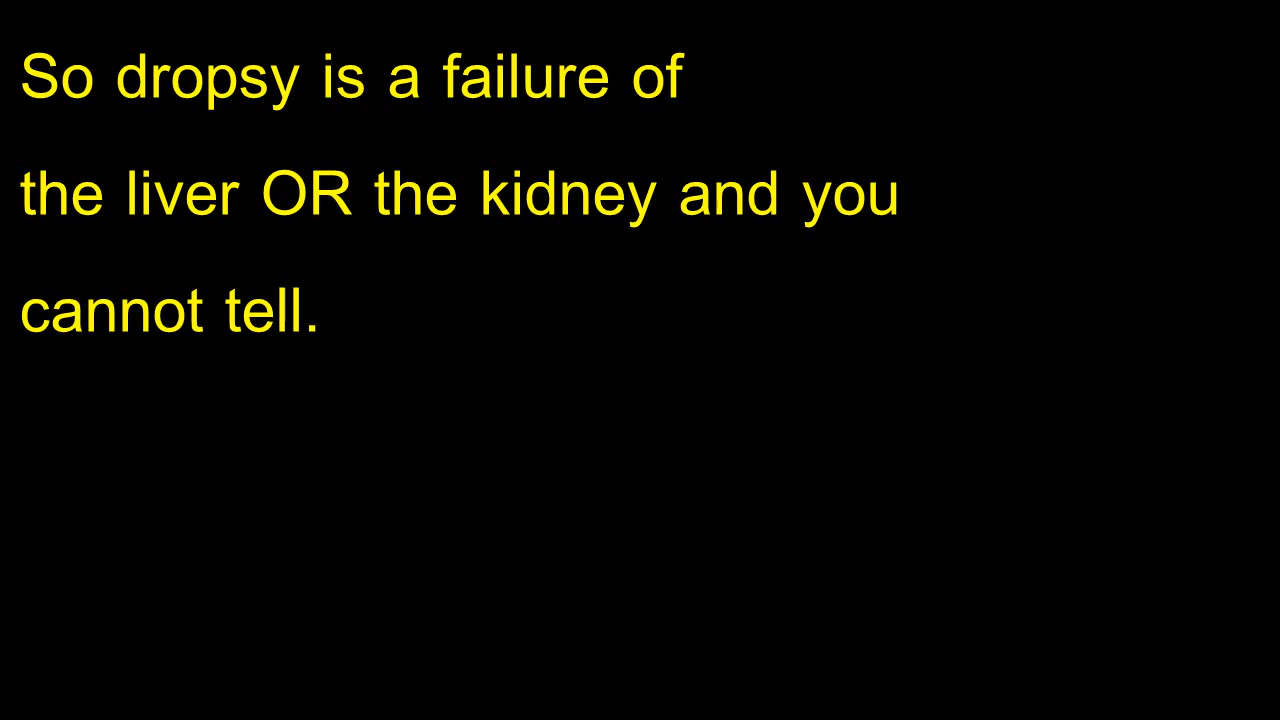 So dropsy is a failure of
the liver OR the kidney and you
cannot tell.